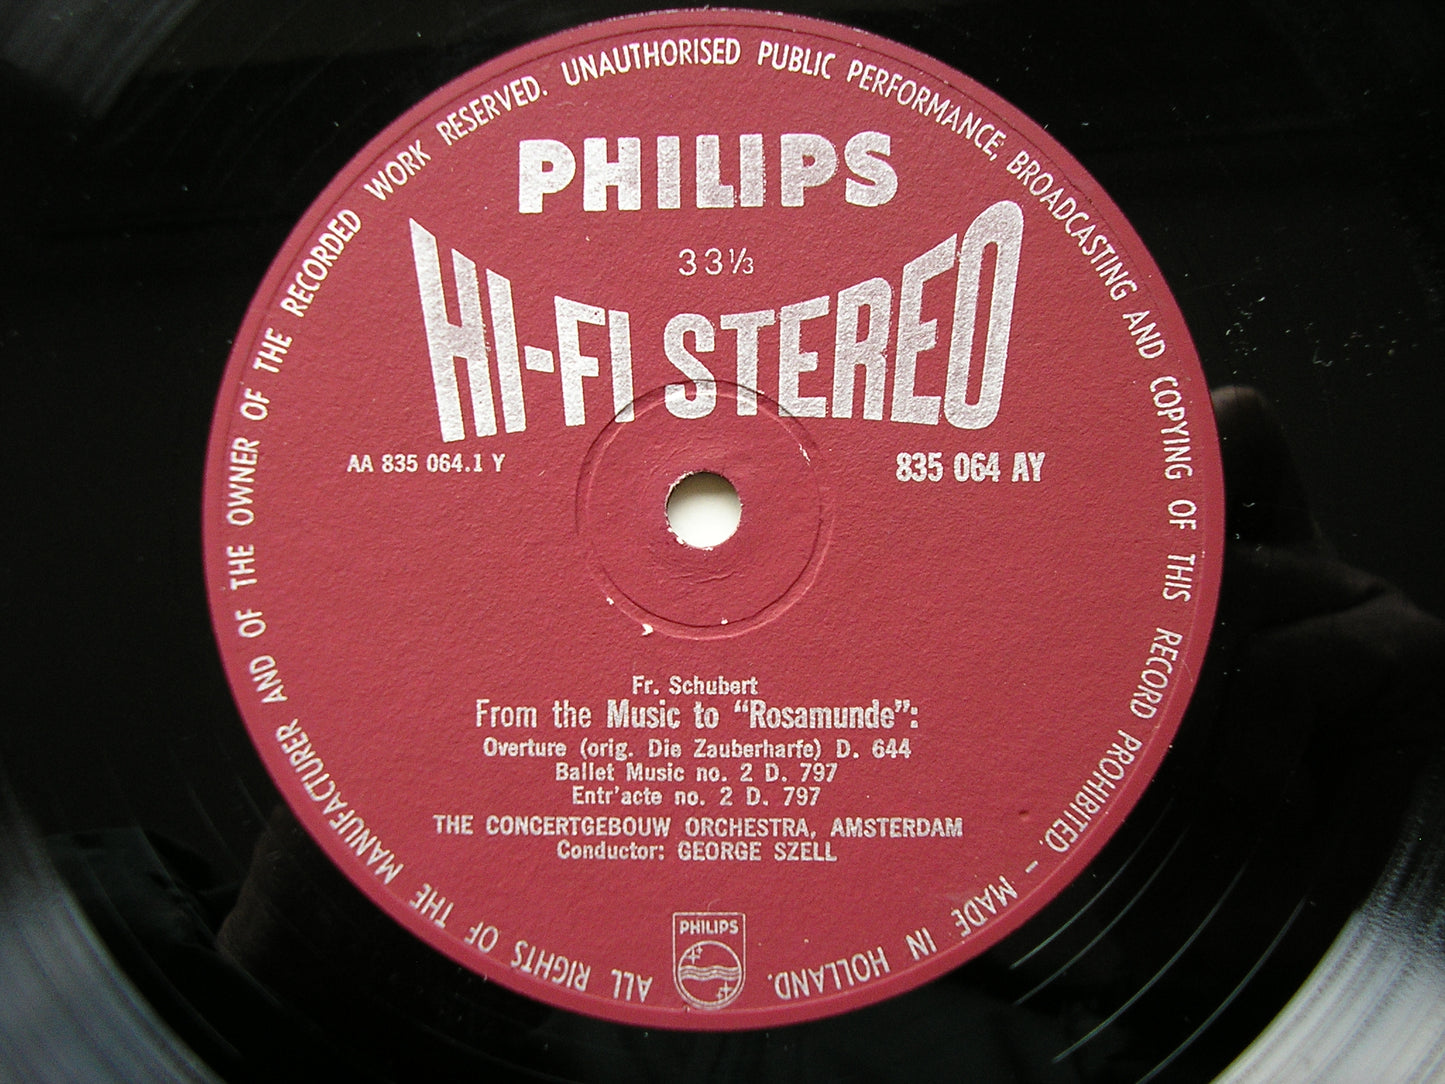 ALL RIGHTS OF THE MANUFACTURER AND OF THE OWNER OF THE RECORDED WORK RESERVED. UNAUTHORISED PUBLIC PERFORMANCE, BROADCASTING AND COPYING OF THIS RECORD PROHIBITED. - MADE IN HOLLAND.
PHILIPS
33⅓
HI-FI STEREO
AA 835 064.1 Y
835 064 AY
Fr. Schubert
From the Music to “Rosamunde”:
Overture (orig. Die Zauberharfe) D. 644
Ballet Music no. 2 D. 797
Entr'acte no. 2 D. 797
THE CONCERTGEBOUW ORCHESTRA, AMSTERDAM
Conductor: GEORGE SZELL
PHILIPS